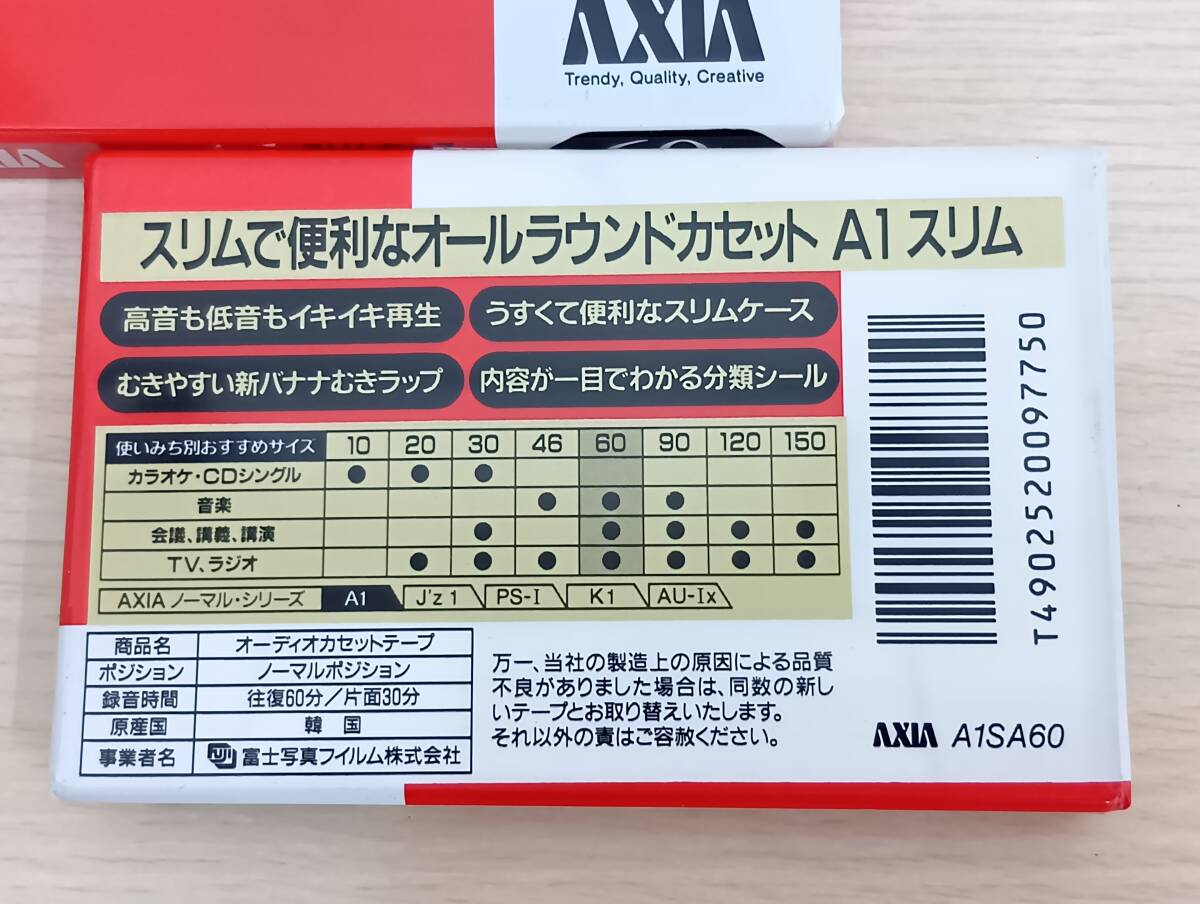 AXIA
Trendy, Quality, Creative
スリムで便利なオールラウンドカセット A1 スリム
高音も低音もイキイキ再生
うすくて便利なスリムケース
むきやすい新バナナむきラップ
内容が一目でわかる分類シール
使いみち別おすすめサイズ 10 20 30 46 60 90 120 150
カラオケ・CDシングル ● ● ●
音楽 ● ● ●
会議、講義、講演 ● ● ● ● ●
TV、ラジオ ● ● ● ● ● ● ●
AXIA ノーマル・シリーズ A1 J'z 1 PS-I K1 AU-Ix
商品名 オーディオカセットテープ
ポジション ノーマルポジション
録音時間 往復60分/片面30分
原産国 韓国
事業者名 FUJI 富士写真フイルム株式会社
万一、当社の製造上の原因による品質
不良がありました場合は、同数の新し
いテープとお取り替えいたします。
それ以外の責はご容赦ください。
T4902520097750
AXIA A1SA60